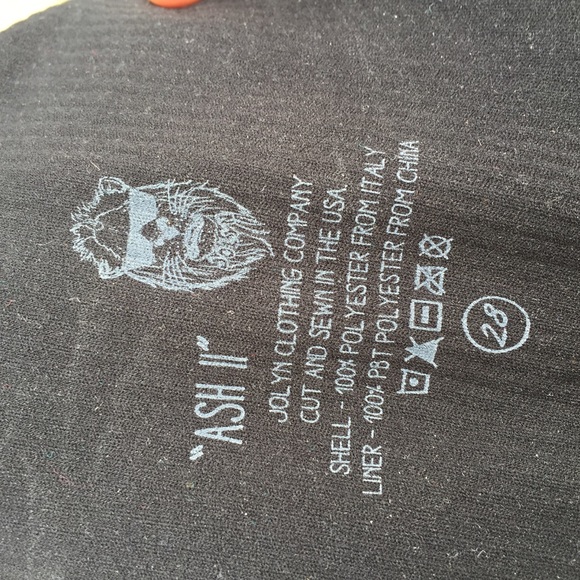 Jolyn
"ASH II"
JOLYN CLOTHING COMPANY
CUT AND SEWN IN THE USA.
SHELL - 100% POLYESTER FROM ITALY
LINER - 100% PBT POLYESTER FROM CHINA
28